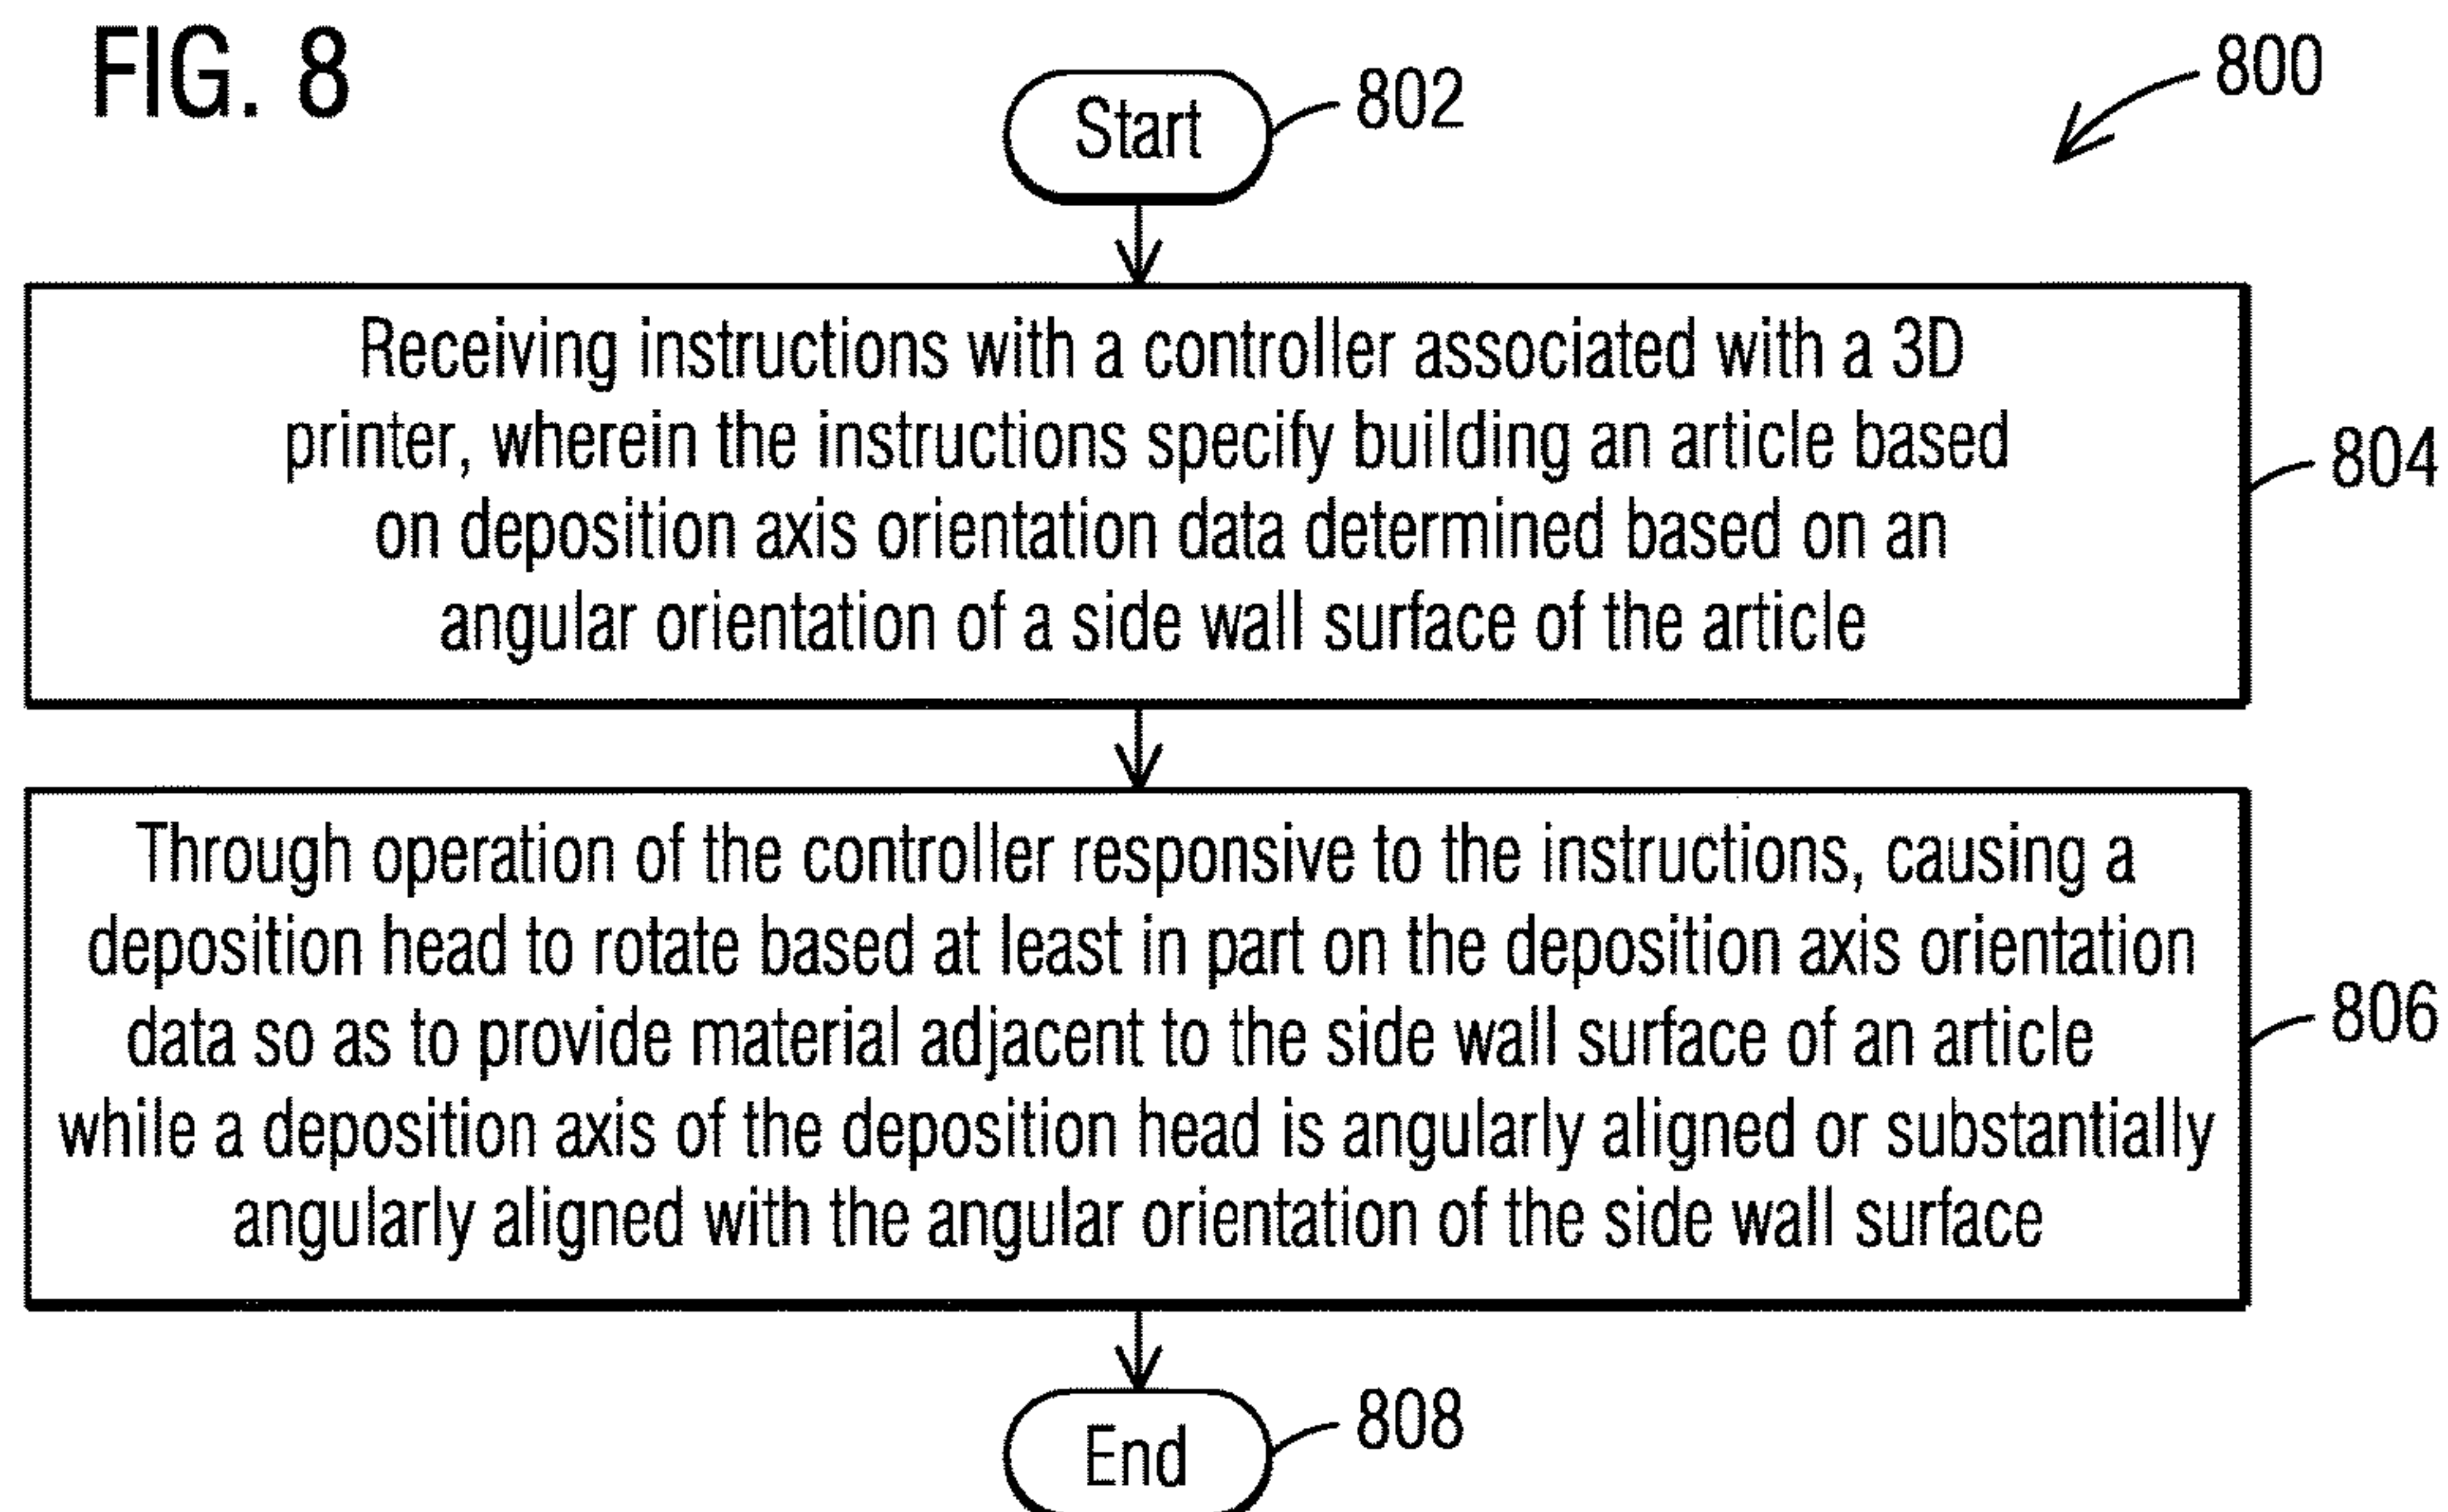 FIG. 8
800
Start
802
Receiving instructions with a controller associated with a 3D
printer, wherein the instructions specify building an article based
on deposition axis orientation data determined based on an
angular orientation of a side wall surface of the article
804
Through operation of the controller responsive to the instructions, causing a
deposition head to rotate based at least in part on the deposition axis orientation
data so as to provide material adjacent to the side wall surface of an article
while a deposition axis of the deposition head is angularly aligned or substantially
angularly aligned with the angular orientation of the side wall surface
806
End
808